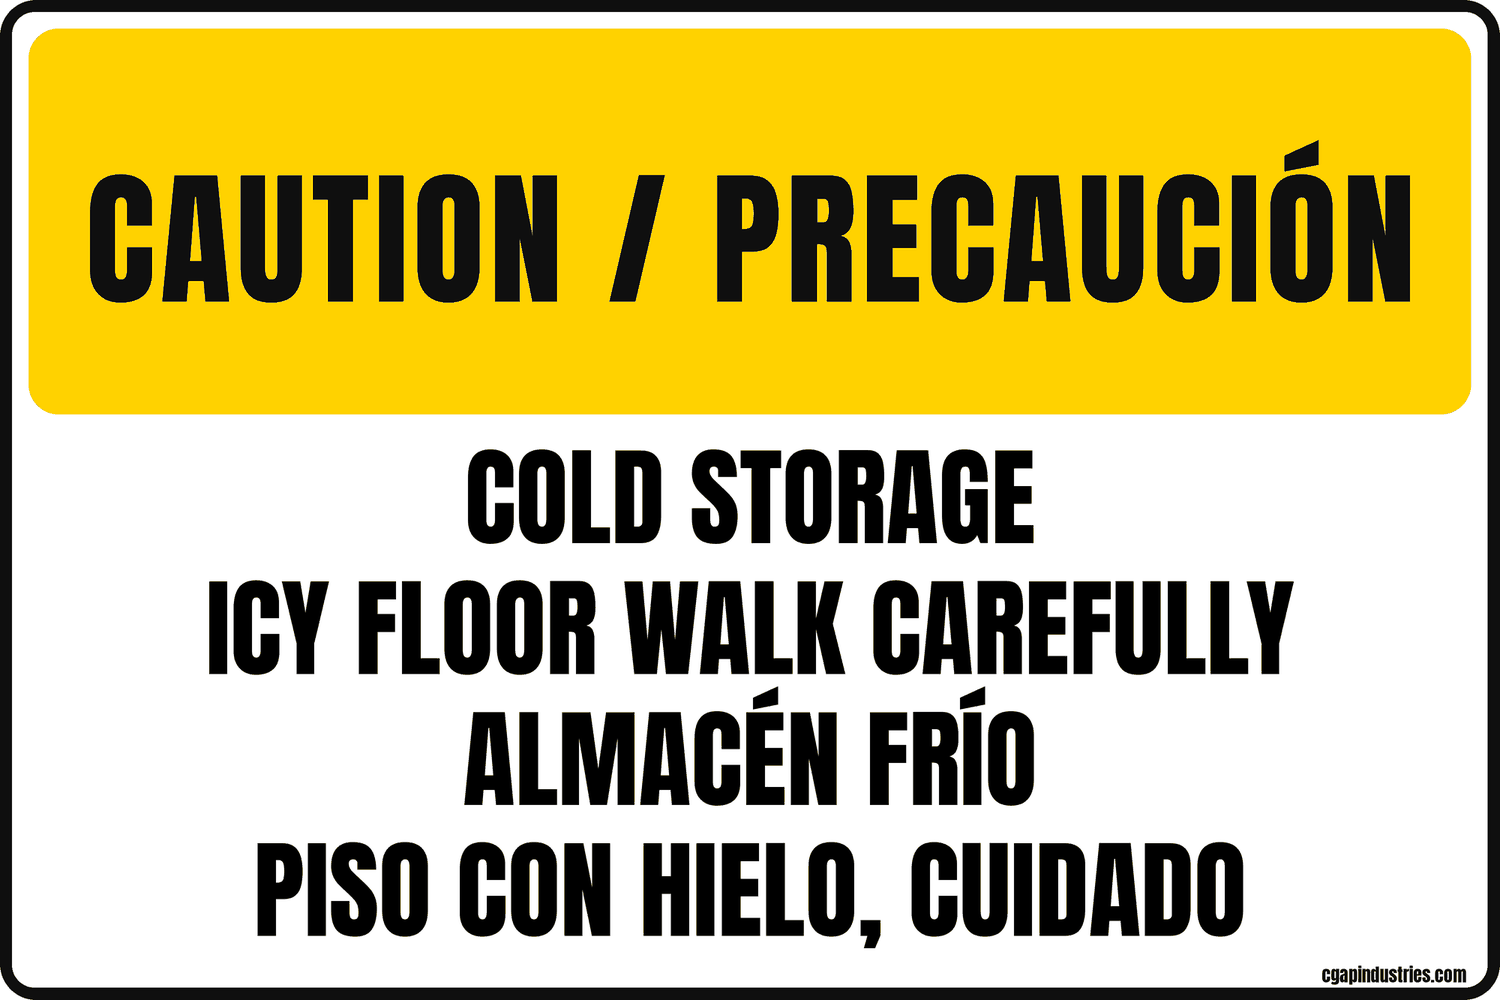 CAUTION / PRECAUCIÓN
COLD STORAGE
ICY FLOOR WALK CAREFULLY
ALMACÉN FRÍO
PISO CON HIELO, CUIDADO
cgapindustries.com